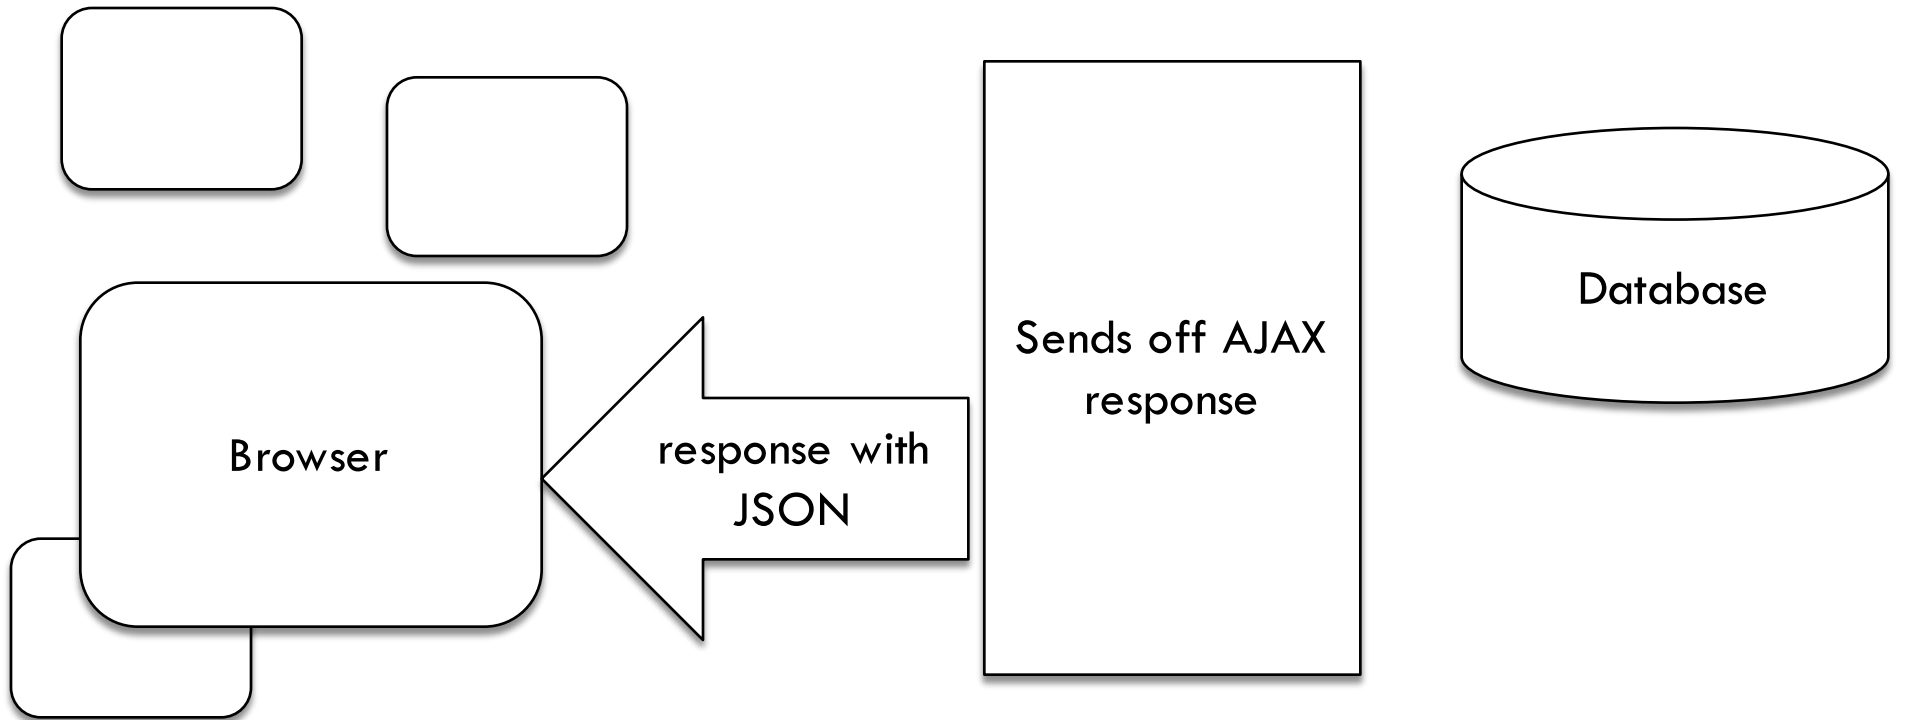 Browser
response with
JSON
Sends off AJAX
response
Database